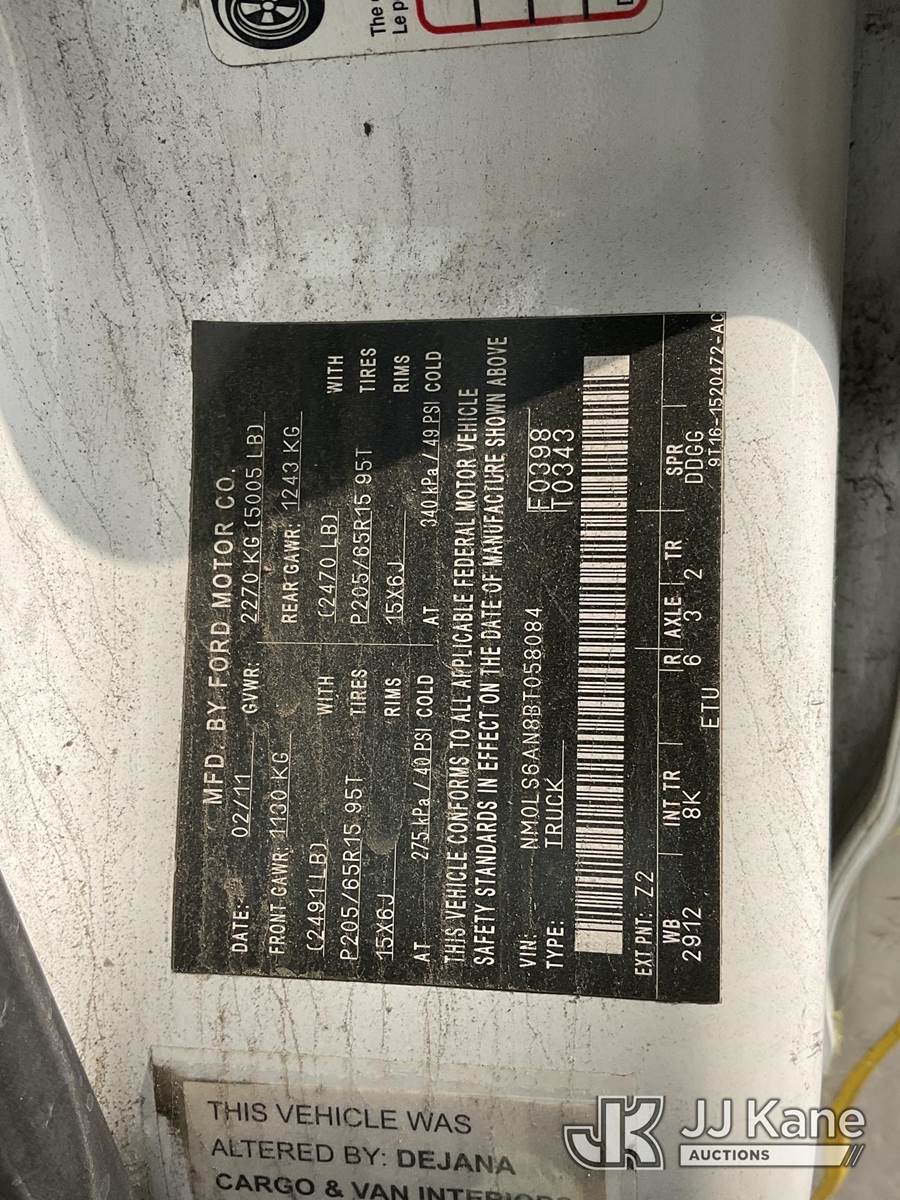 The
Le p
MFD. BY FORD MOTOR CO.
DATE: 02/11 GVWR: 2270 KG (5005 LB)
FRONT GAWR: 1130 KG REAR GAWR: 1243 KG
(2491 LB) WITH (2470 LB) WITH
P205/65R15 95T TIRES P205/65R15 95T TIRES
15X6J RIMS 15X6J RIMS
AT 275 kPa / 40 PSI COLD AT 340 kPa / 49 PSI COLD
THIS VEHICLE CONFORMS TO ALL APPLICABLE FEDERAL MOTOR VEHICLE
SAFETY STANDARDS IN EFFECT ON THE DATE OF MANUFACTURE SHOWN ABOVE
VIN: NM0LS6AN8BT058084 F0398
TYPE: TRUCK T0343
EXT PNT: Z2
WB INT TR R AXLE TR SPR
2912 8K 6 3 2 DDGG
ETU 9T16-1520472-AC
THIS VEHICLE WAS
ALTERED BY: DEJANA
CARGO & VAN INTERIORS
JK JJ Kane
AUCTIONS